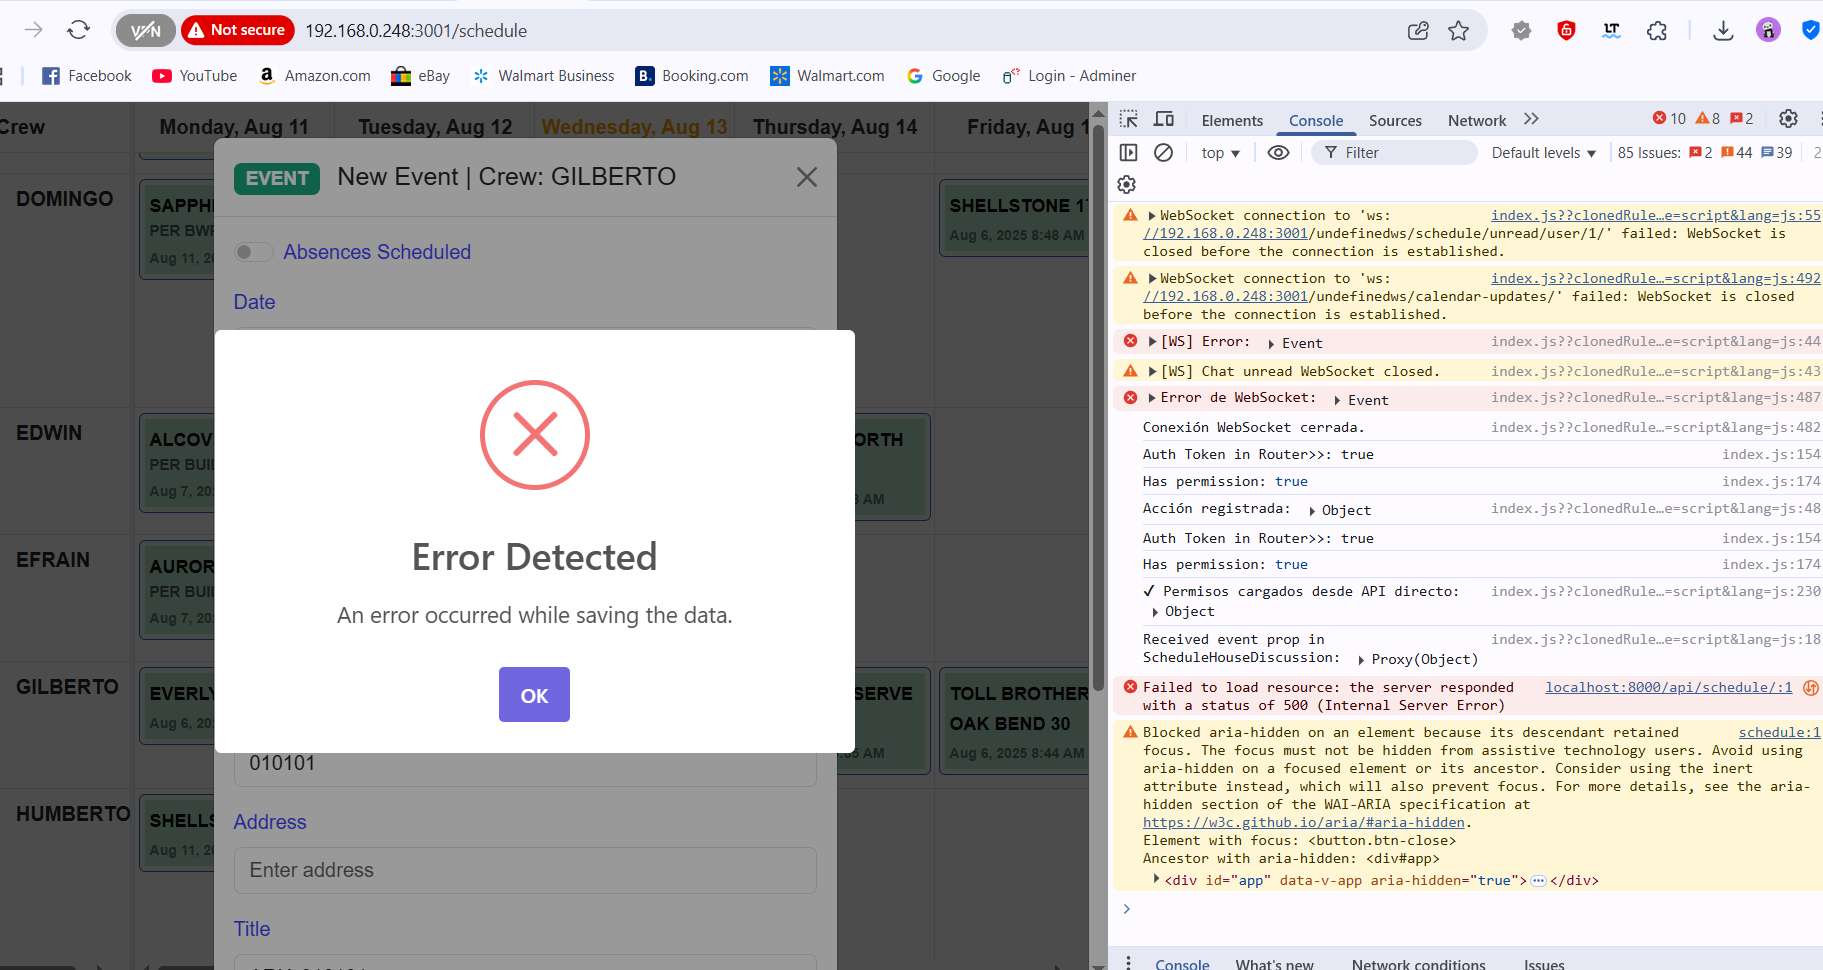 VPN
Not secure
192.168.0.248:3001/schedule
Facebook
YouTube
Amazon.com
eBay
Walmart Business
B. Booking.com
Walmart.com
Google
Login - Adminer
Crew
Monday, Aug 11
Tuesday, Aug 12
Wednesday, Aug 13
Thursday, Aug 14
Friday, Aug 1
DOMINGO
EDWIN
EFRAIN
GILBERTO
HUMBERTO
SAPPH
PER BWF
Aug 11, 2
ALCOV
PER BUIL
Aug 7, 20
AUROR
PER BUIL
Aug 7, 2
EVERLY
Aug 6, 20
SHELLS
Aug 11, 20
SHELLSTONE 17
Aug 6, 2025 8:48 AM
ORTH
AM
SERVE
AM
TOLL BROTHER
OAK BEND 30
Aug 6, 2025 8:44 AM
EVENT
New Event | Crew: GILBERTO
Absences Scheduled
Date
Error Detected
An error occurred while saving the data.
OK
010101
Address
Enter address
Title
Elements
Console
Sources
Network
10
8
2
top
Filter
Default levels
85 Issues:
2
44
39
2
WebSocket connection to 'ws: index.js??clonedRule…e=script&lang=js:55
//192.168.0.248:3001/undefinedws/schedule/unread/user/1/' failed: WebSocket is
closed before the connection is established.
WebSocket connection to 'ws: index.js??clonedRule…=script&lang=js:492
//192.168.0.248:3001/undefinedws/calendar-updates/' failed: WebSocket is closed
before the connection is established.
[WS] Error: Event index.js??clonedRule…e=script&lang=js:44
[WS] Chat unread WebSocket closed. index.js??clonedRule…e=script&lang=js:43
Error de WebSocket: Event index.js??clonedRule…=script&lang=js:487
Conexión WebSocket cerrada. index.js??clonedRule…=script&lang=js:482
Auth Token in Router>>: true index.js:154
Has permission: true index.js:174
Acción registrada: Object index.js??clonedRule…e=script&lang=js:48
Auth Token in Router>>: true index.js:154
Has permission: true index.js:174
✓ Permisos cargados desde API directo: index.js??clonedRule…=script&lang=js:230
Object
Received event prop in index.js??clonedRule…e=script&lang=js:18
ScheduleHouseDiscussion: Proxy(Object)
Failed to load resource: the server responded localhost:8000/api/schedule/:1
with a status of 500 (Internal Server Error)
Blocked aria-hidden on an element because its descendant retained schedule:1
focus. The focus must not be hidden from assistive technology users. Avoid using
aria-hidden on a focused element or its ancestor. Consider using the inert
attribute instead, which will also prevent focus. For more details, see the aria-
hidden section of the WAI-ARIA specification at
https://w3c.github.io/aria/#aria-hidden.
Element with focus: <button.btn-close>
Ancestor with aria-hidden: <div#app>
<div id="app" data-v-app aria-hidden="true">…</div>
Console
What's new
Network conditions
Issues